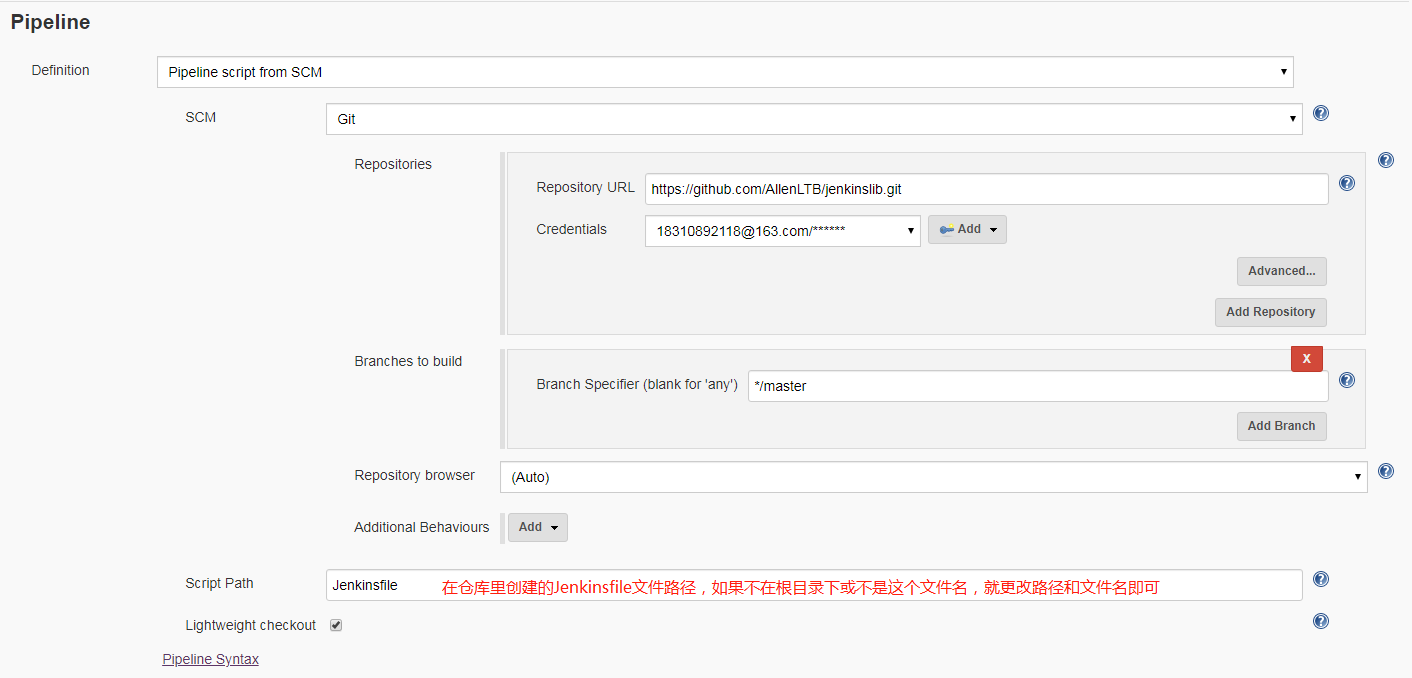 Pipeline
Definition
Pipeline script from SCM
SCM
Git
Repositories
Repository URL
https://github.com/AllenLTB/jenkinslib.git
Credentials
18310892118@163.com/******
Add
Advanced...
Add Repository
Branches to build
X
Branch Specifier (blank for 'any')
*/master
Add Branch
Repository browser
(Auto)
Additional Behaviours
Add
Script Path
Jenkinsfile
在仓库里创建的Jenkinsfile文件路径，如果不在根目录下或不是这个文件名，就更改路径和文件名即可
Lightweight checkout
Pipeline Syntax